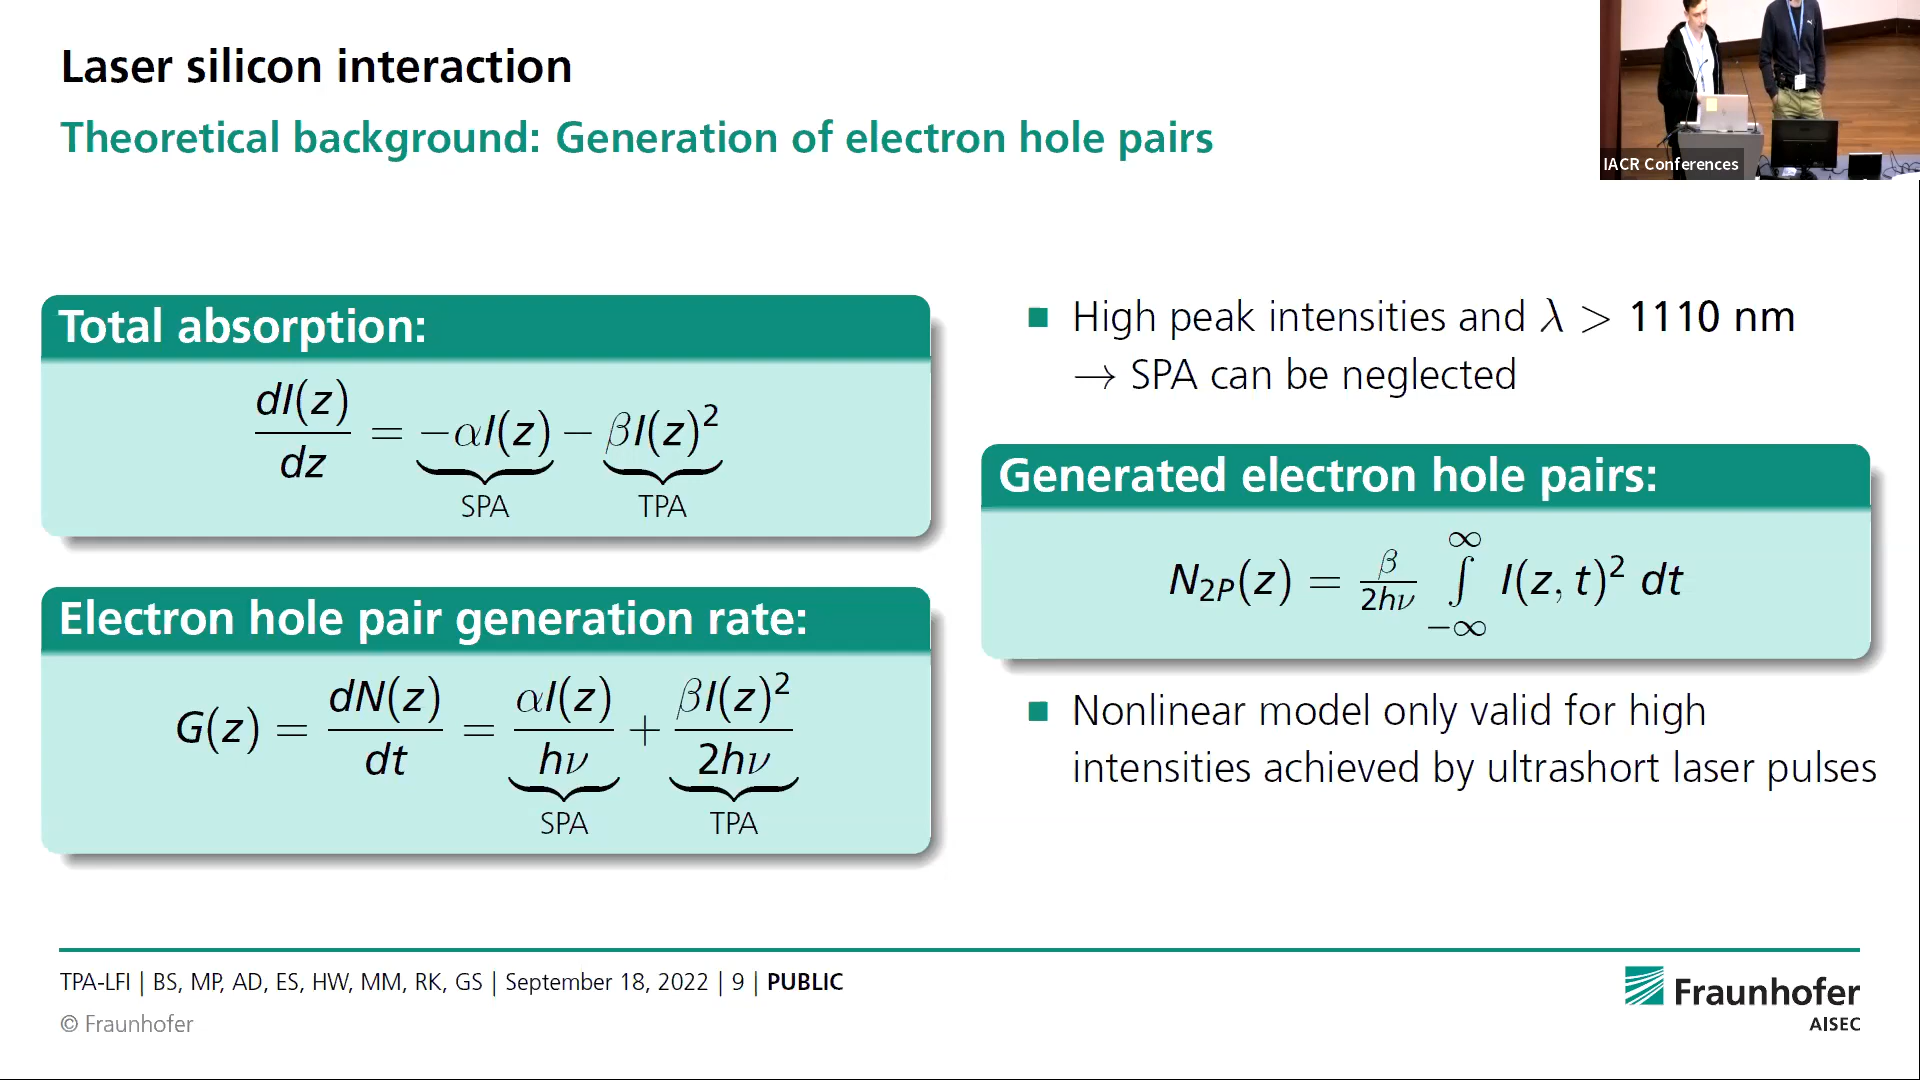 Laser silicon interaction
Theoretical background: Generation of electron hole pairs
IACR Conferences
Total absorption:
dI(z)/dz = −αI(z) − βI(z)²
SPA TPA
Electron hole pair generation rate:
G(z) = dN(z)/dt = αI(z)/hν + βI(z)²/2hν
SPA TPA
High peak intensities and λ > 1110 nm
→ SPA can be neglected
Generated electron hole pairs:
N₂P(z) = β/2hν ∫_{−∞}^{∞} I(z, t)² dt
Nonlinear model only valid for high
intensities achieved by ultrashort laser pulses
TPA-LFI | BS, MP, AD, ES, HW, MM, RK, GS | September 18, 2022 | 9 | PUBLIC
© Fraunhofer
Fraunhofer
AISEC